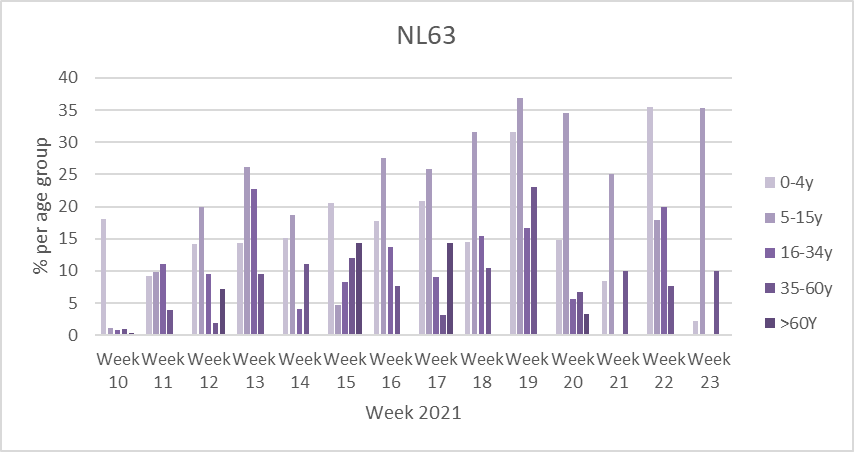 NL63
% per age group
40
35
30
25
20
15
10
5
0
Week Week Week Week Week Week Week Week Week Week Week Week Week Week
10 11 12 13 14 15 16 17 18 19 20 21 22 23
Week 2021
0-4y
5-15y
16-34y
35-60y
>60Y